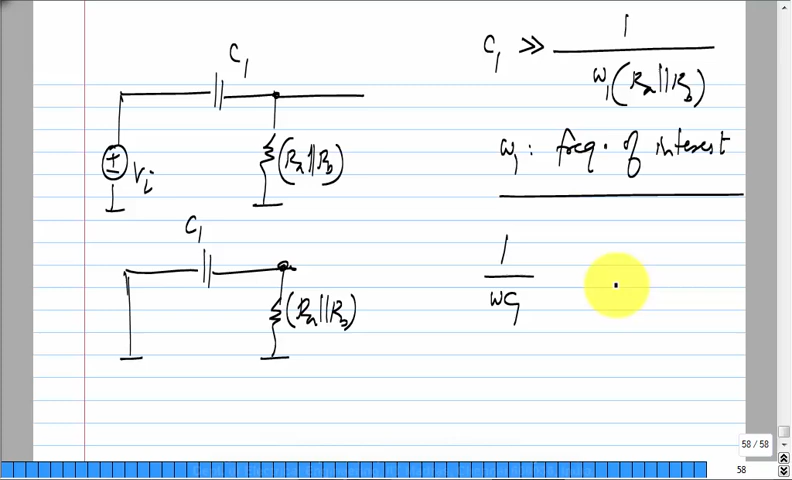 C₁
C₁ ≫ 1 / ω₁(Ra||Rb)
Vi
(Ra||Rb)
ω₁ : freq. of interest
C₁
(Ra||Rb)
1 / ωC₁
58 / 58
58